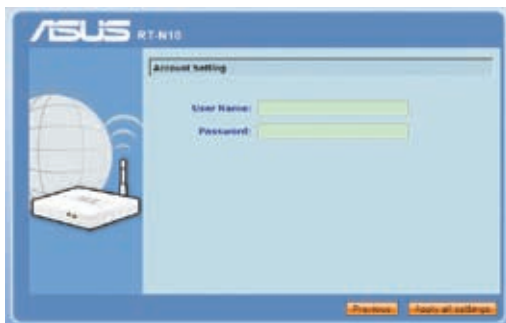 ASUS RT-N10
Account Setting
User Name:
Password:
Previous Apply all settings